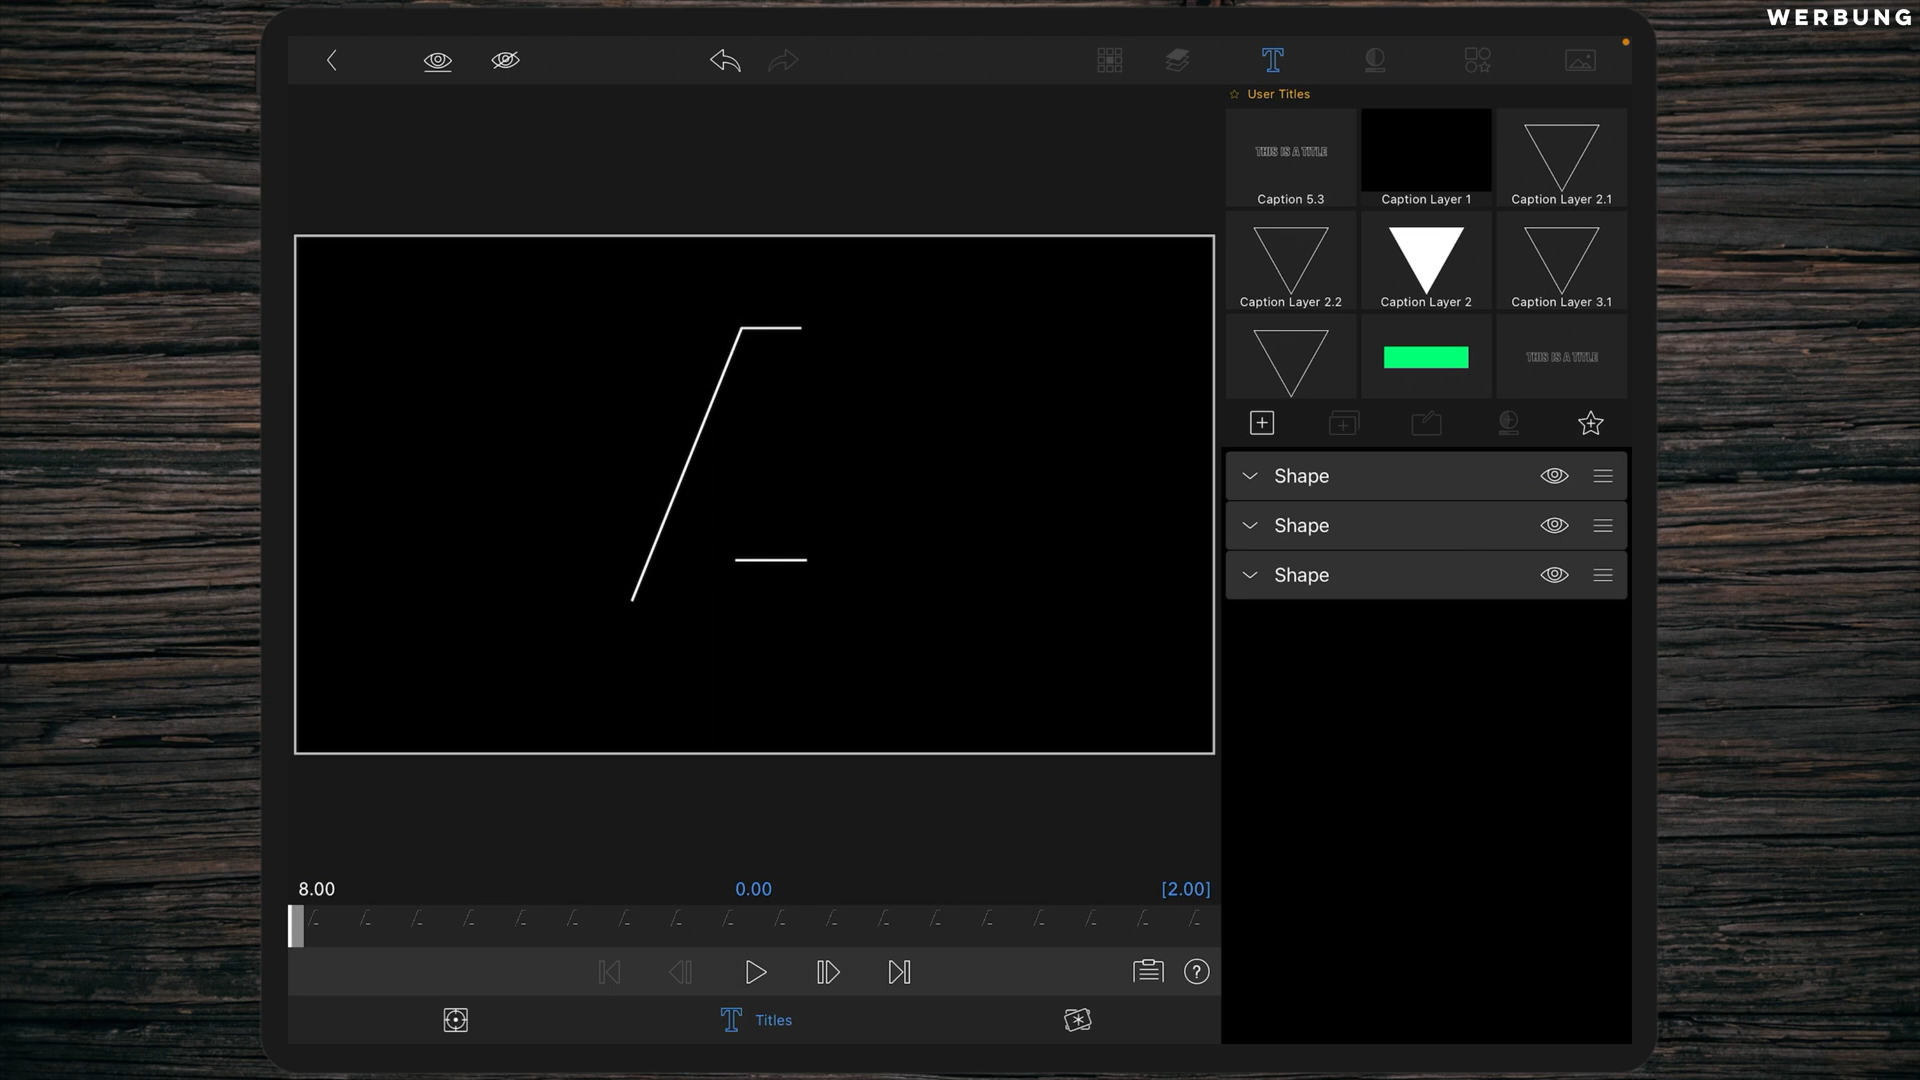 WERBUNG
User Titles
THIS IS A TITLE
Caption 5.3
Caption Layer 1
Caption Layer 2.1
Caption Layer 2.2
Caption Layer 2
Caption Layer 3.1
THIS IS A TITLE
Shape
Shape
Shape
8.00
0.00
[2.00]
Titles